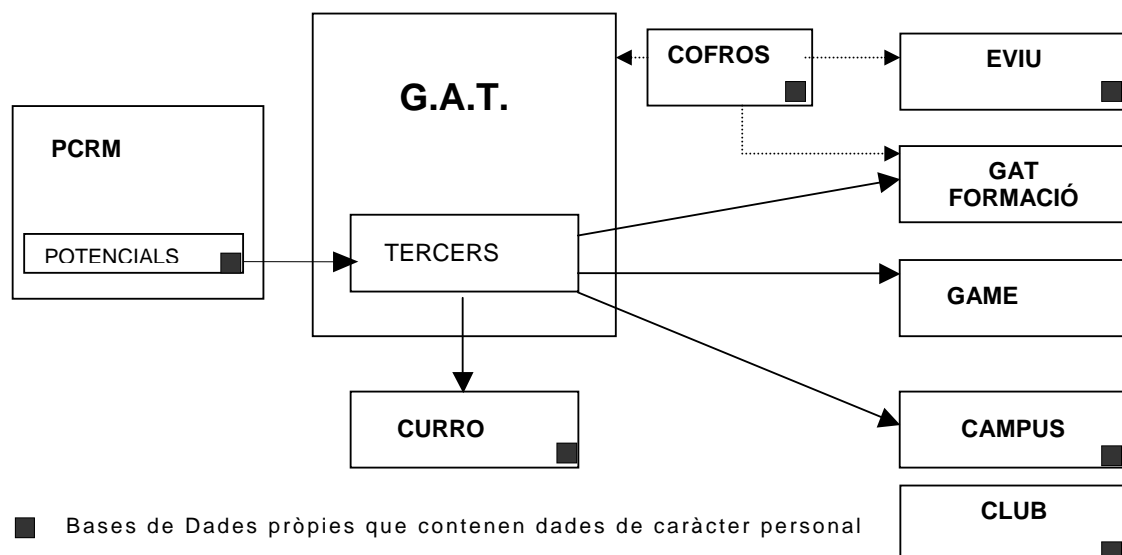 COFROS
EVIU
G.A.T.
PCRM
GAT
FORMACIÓ
POTENCIALS
TERCERS
GAME
CURRO
CAMPUS
CLUB
Bases de Dades pròpies que contenen dades de caràcter personal